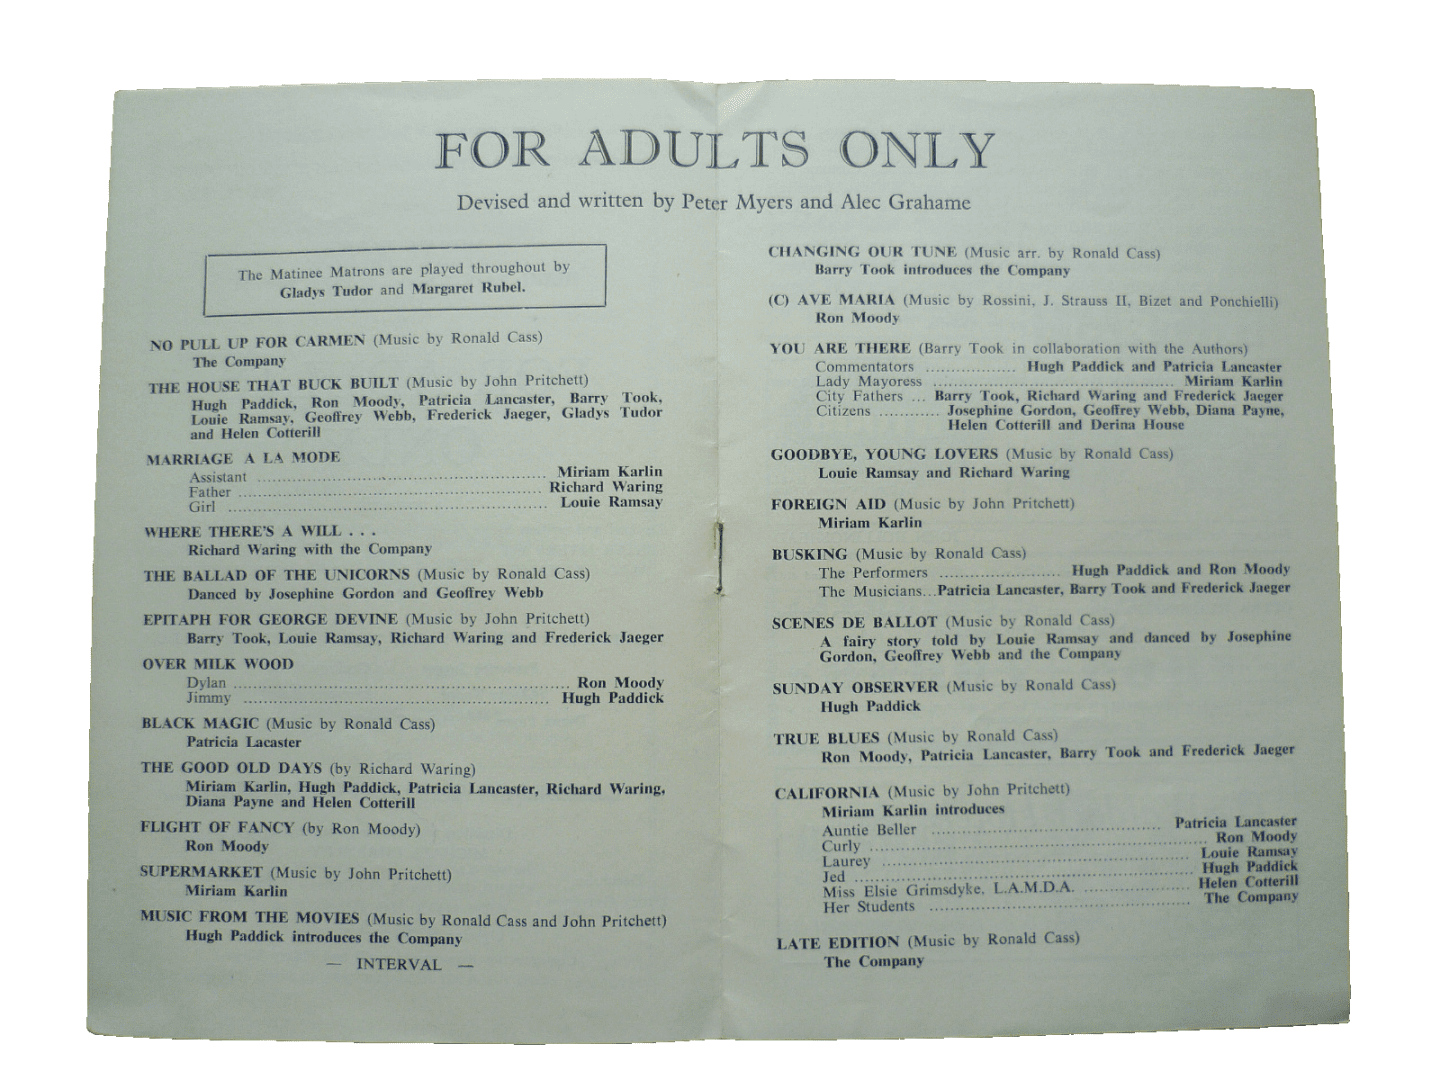 FOR ADULTS ONLY
Devised and written by Peter Myers and Alec Grahame
The Matinee Matrons are played throughout by
Gladys Tudor and Margaret Rubel.
NO PULL UP FOR CARMEN (Music by Ronald Cass)
The Company
THE HOUSE THAT BUCK BUILT (Music by John Pritchett)
Hugh Paddick, Ron Moody, Patricia Lancaster, Barry Took,
Louie Ramsay, Geoffrey Webb, Frederick Jaeger, Gladys Tudor
and Helen Cotterill
MARRIAGE A LA MODE
Assistant ........ Miriam Karlin
Father ........ Richard Waring
Girl ........ Louie Ramsay
WHERE THERE'S A WILL . . .
Richard Waring with the Company
THE BALLAD OF THE UNICORNS (Music by Ronald Cass)
Danced by Josephine Gordon and Geoffrey Webb
EPITAPH FOR GEORGE DEVINE (Music by John Pritchett)
Barry Took, Louie Ramsay, Richard Waring and Frederick Jaeger
OVER MILK WOOD
Dylan ........ Ron Moody
Jimmy ........ Hugh Paddick
BLACK MAGIC (Music by Ronald Cass)
Patricia Lacaster
THE GOOD OLD DAYS (by Richard Waring)
Miriam Karlin, Hugh Paddick, Patricia Lancaster, Richard Waring,
Diana Payne and Helen Cotterill
FLIGHT OF FANCY (by Ron Moody)
Ron Moody
SUPERMARKET (Music by John Pritchett)
Miriam Karlin
MUSIC FROM THE MOVIES (Music by Ronald Cass and John Pritchett)
Hugh Paddick introduces the Company
— INTERVAL —
CHANGING OUR TUNE (Music arr. by Ronald Cass)
Barry Took introduces the Company
(C) AVE MARIA (Music by Rossini, J. Strauss II, Bizet and Ponchielli)
Ron Moody
YOU ARE THERE (Barry Took in collaboration with the Authors)
Commentators ........ Hugh Paddick and Patricia Lancaster
Lady Mayoress ........ Miriam Karlin
City Fathers ... Barry Took, Richard Waring and Frederick Jaeger
Citizens ........ Josephine Gordon, Geoffrey Webb, Diana Payne,
Helen Cotterill and Derina House
GOODBYE, YOUNG LOVERS (Music by Ronald Cass)
Louie Ramsay and Richard Waring
FOREIGN AID (Music by John Pritchett)
Miriam Karlin
BUSKING (Music by Ronald Cass)
The Performers ........ Hugh Paddick and Ron Moody
The Musicians...Patricia Lancaster, Barry Took and Frederick Jaeger
SCENES DE BALLOT (Music by Ronald Cass)
A fairy story told by Louie Ramsay and danced by Josephine
Gordon, Geoffrey Webb and the Company
SUNDAY OBSERVER (Music by Ronald Cass)
Hugh Paddick
TRUE BLUES (Music by Ronald Cass)
Ron Moody, Patricia Lancaster, Barry Took and Frederick Jaeger
CALIFORNIA (Music by John Pritchett)
Miriam Karlin introduces
Auntie Beller ........ Patricia Lancaster
Curly ........ Ron Moody
Laurey ........ Louie Ramsay
Jed ........ Hugh Paddick
Miss Elsie Grimsdyke, L.A.M.D.A. ........ Helen Cotterill
Her Students ........ The Company
LATE EDITION (Music by Ronald Cass)
The Company